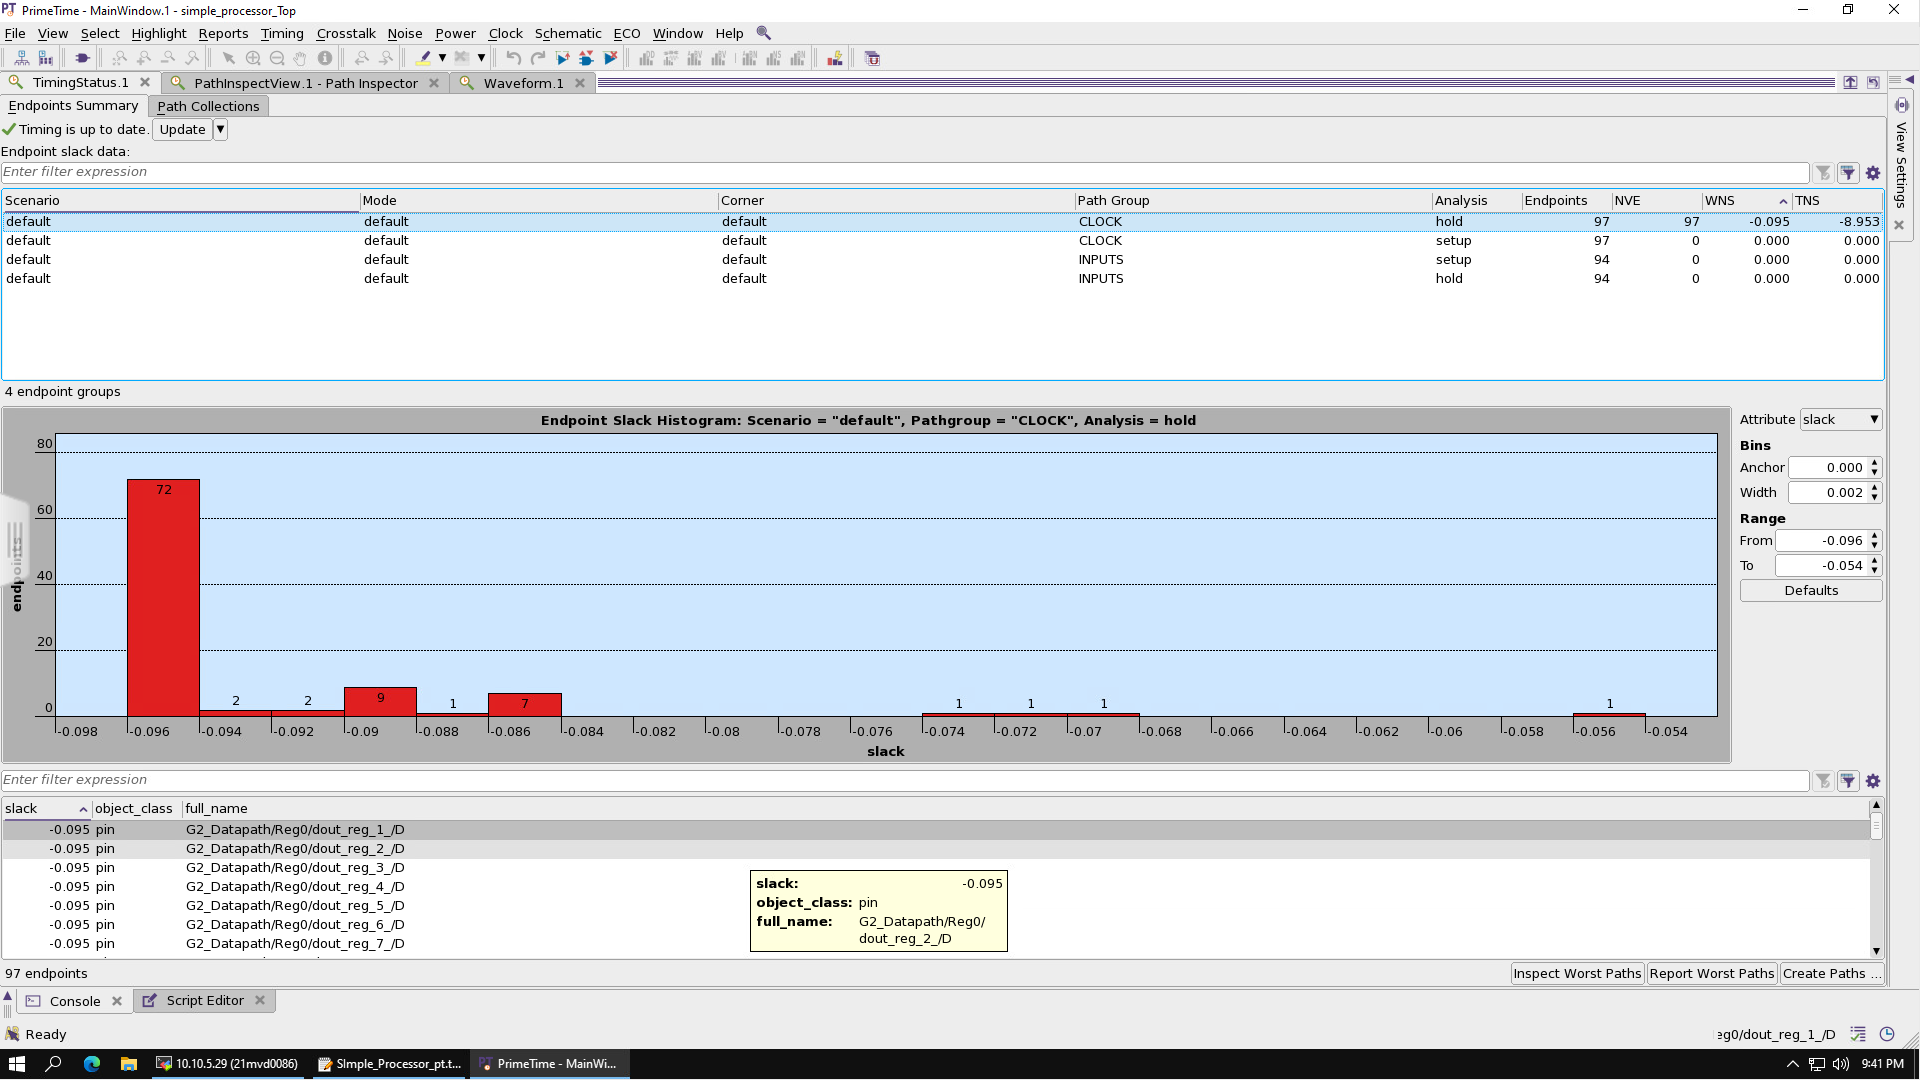 PrimeTime - MainWindow.1 - simple_processor_Top
File View Select Highlight Reports Timing Crosstalk Noise Power Clock Schematic ECO Window Help
TimingStatus.1 PathInspectView.1 - Path Inspector Waveform.1
Endpoints Summary Path Collections
Timing is up to date. Update
Endpoint slack data:
Enter filter expression
View Settings
Scenario Mode Corner Path Group Analysis Endpoints NVE WNS TNS
default default default CLOCK hold 97 97 -0.095 -8.953
default default default CLOCK setup 97 0 0.000 0.000
default default default INPUTS setup 94 0 0.000 0.000
default default default INPUTS hold 94 0 0.000 0.000
4 endpoint groups
Endpoint Slack Histogram: Scenario = "default", Pathgroup = "CLOCK", Analysis = hold
80
60
40
20
0
72 2 2 9 1 7 1 1 1 1
-0.098 -0.096 -0.094 -0.092 -0.09 -0.088 -0.086 -0.084 -0.082 -0.08 -0.078 -0.076 -0.074 -0.072 -0.07 -0.068 -0.066 -0.064 -0.062 -0.06 -0.058 -0.056 -0.054
slack
endpoints
Attribute slack
Bins
Anchor 0.000
Width 0.002
Range
From -0.096
To -0.054
Defaults
Enter filter expression
slack object_class full_name
-0.095 pin G2_Datapath/Reg0/dout_reg_1_/D
-0.095 pin G2_Datapath/Reg0/dout_reg_2_/D
-0.095 pin G2_Datapath/Reg0/dout_reg_3_/D
-0.095 pin G2_Datapath/Reg0/dout_reg_4_/D
-0.095 pin G2_Datapath/Reg0/dout_reg_5_/D
-0.095 pin G2_Datapath/Reg0/dout_reg_6_/D
-0.095 pin G2_Datapath/Reg0/dout_reg_7_/D
slack: -0.095
object_class: pin
full_name: G2_Datapath/Reg0/
dout_reg_2_/D
97 endpoints
Inspect Worst Paths Report Worst Paths Create Paths ...
Console Script Editor
Ready
eg0/dout_reg_1_/D
10.10.5.29 (21mvd0086) SImple_Processor_pt.t... PrimeTime - MainWi... 9:41 PM